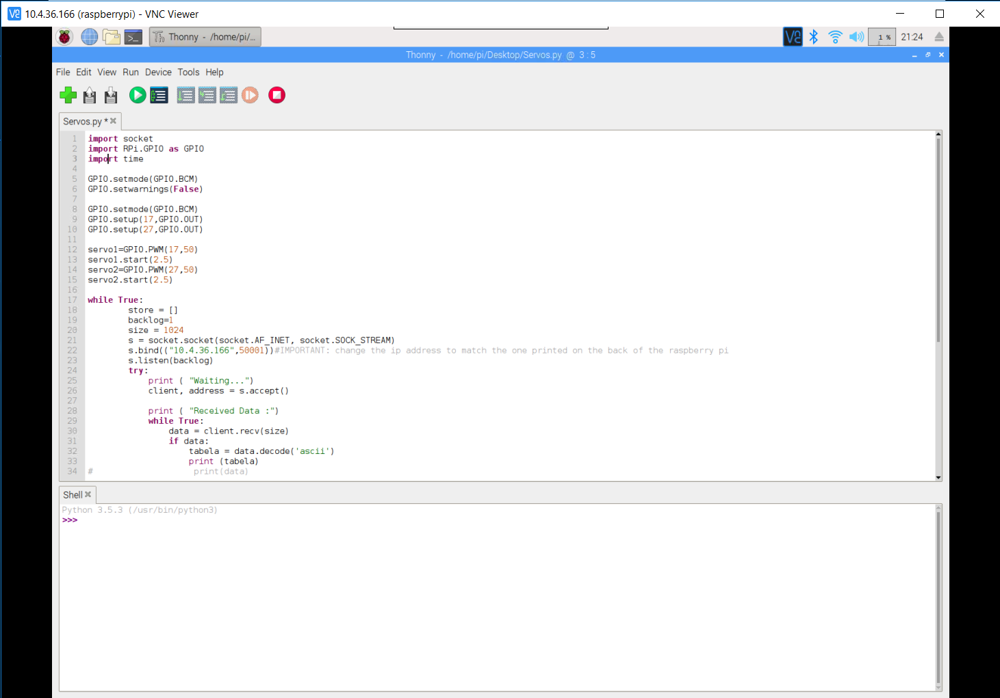 10.4.36.166 (raspberrypi) - VNC Viewer
Thonny - /home/pi/...
1 %
21:24
Thonny - /home/pi/Desktop/Servos.py @ 3 : 5
File Edit View Run Device Tools Help
Servos.py *
1 import socket
2 import RPi.GPIO as GPIO
3 import time
4
5 GPIO.setmode(GPIO.BCM)
6 GPIO.setwarnings(False)
7
8 GPIO.setmode(GPIO.BCM)
9 GPIO.setup(17,GPIO.OUT)
10 GPIO.setup(27,GPIO.OUT)
11
12 servo1=GPIO.PWM(17,50)
13 servo1.start(2.5)
14 servo2=GPIO.PWM(27,50)
15 servo2.start(2.5)
16
17 while True:
18 store = []
19 backlog=1
20 size = 1024
21 s = socket.socket(socket.AF_INET, socket.SOCK_STREAM)
22 s.bind(("10.4.36.166",50001))#IMPORTANT: change the ip address to match the one printed on the back of the raspberry pi
23 s.listen(backlog)
24 try:
25 print ( "Waiting...")
26 client, address = s.accept()
27
28 print ( "Received Data :")
29 while True:
30 data = client.recv(size)
31 if data:
32 tabela = data.decode('ascii')
33 print (tabela)
34 # print(data)
Shell
Python 3.5.3 (/usr/bin/python3)
>>>